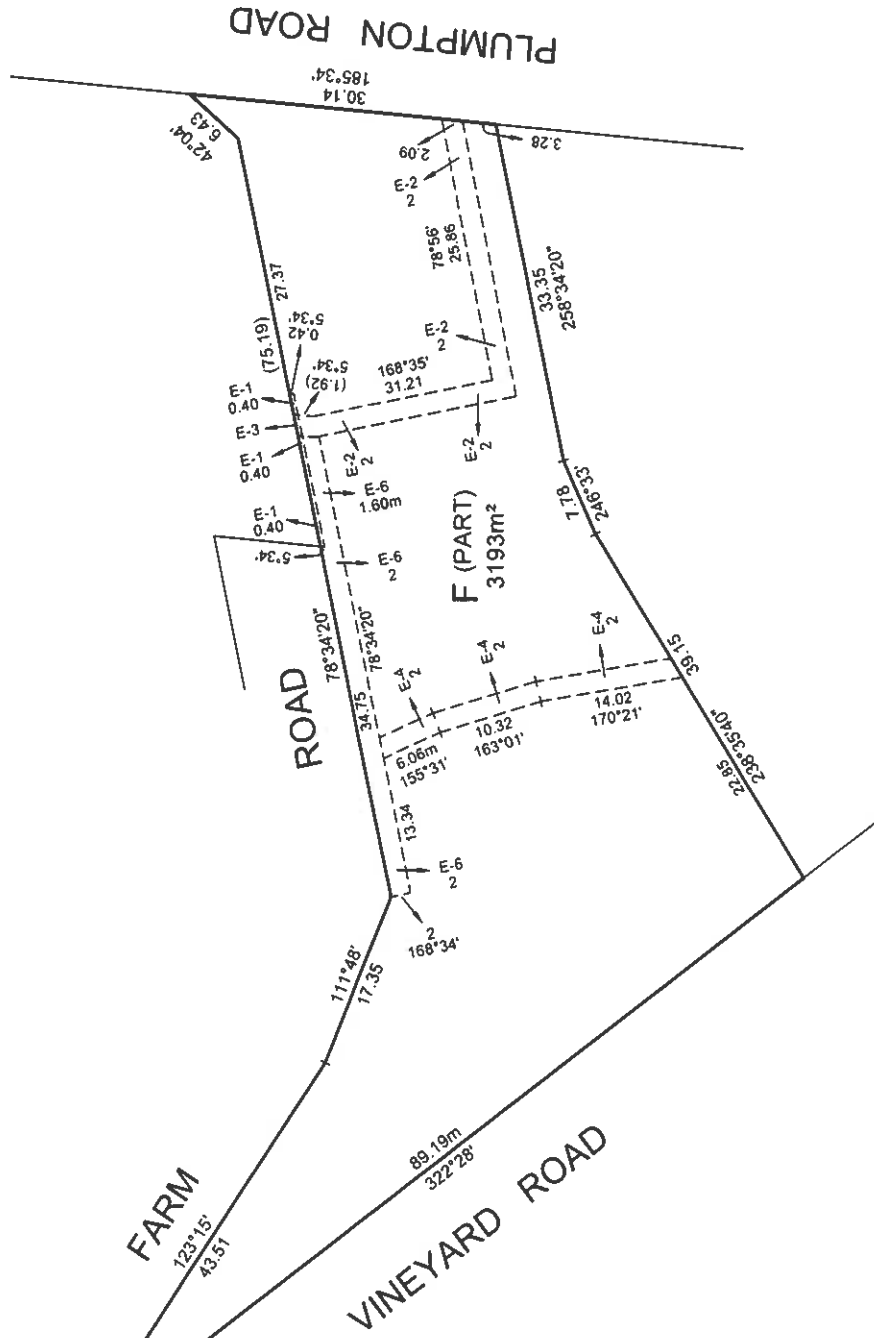 PLUMPTON ROAD
185°34'
30.14
42°04'
6.43
3.28
2.09
E-2
2
78°56'
25.86
27.37
(75.19)
5°34'
0.42
33.35
258°34'20"
E-2
2
5°34'
(1.92)
168°35'
31.21
E-1
0.40
E-3
E-1
0.40
E-2
2
E-2
2
E-6
1.60m
E-1
0.40
5°34'
E-6
2
F (PART)
3193m²
7.78
246°33'
78°34'20"
78°34'20"
ROAD
34.75
E-4
2
E-4
2
E-4
2
39.15
6.06m
155°31'
10.32
163°01'
14.02
170°21'
22.85
238°35'40"
13.34
E-6
2
2
168°34'
111°48'
17.35
89.19m
322°28'
FARM
123°15'
43.51
VINEYARD ROAD